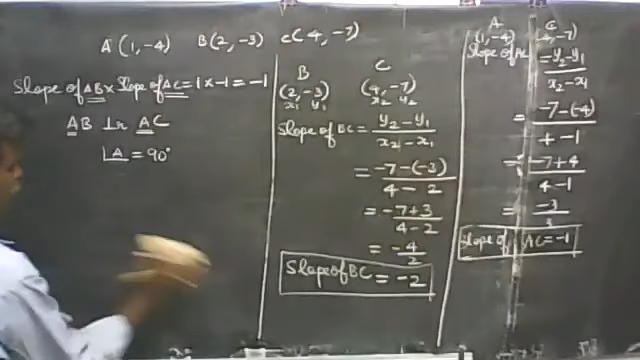 A(1, -4) B(2, -3) C(4, -7)
Slope of AB x Slope of AC = 1 x -1 = -1
AB ⊥r AC
∠A = 90°
B C
(2, -3) (4, -7)
x1 y1 x2 y2
Slope of BC = y2 - y1 / x2 - x1
= -7 - (-3) / 4 - 2
= -7 + 3 / 4 - 2
= -4 / 2
Slope of BC = -2
A C
(1, -4) (4, -7)
Slope of AC = y2 - y1 / x2 - x1
= -7 - (-4) / 4 - 1
= -7 + 4 / 4 - 1
= -3 / 3
Slope of AC = -1